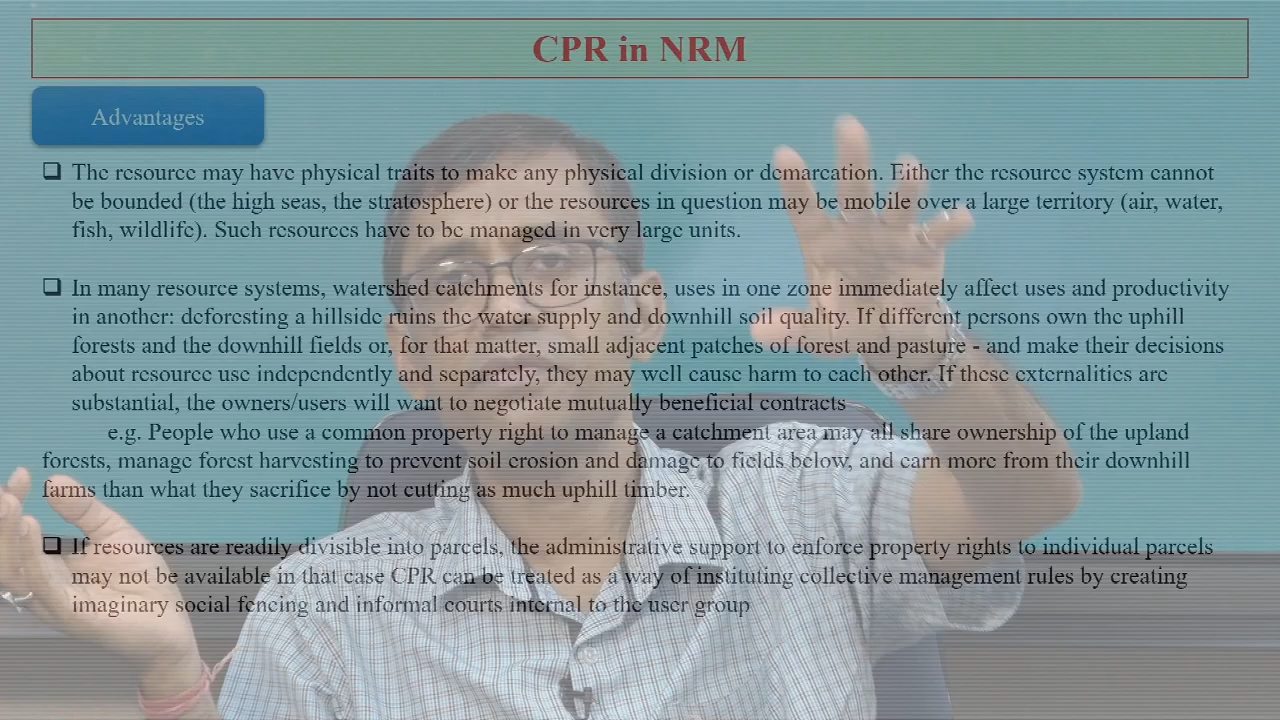 CPR in NRM
Advantages
The resource may have physical traits to make any physical division or demarcation. Either the resource system cannot
be bounded (the high seas, the stratosphere) or the resources in question may be mobile over a large territory (air, water,
fish, wildlife). Such resources have to be managed in very large units.
In many resource systems, watershed catchments for instance, uses in one zone immediately affect uses and productivity
in another: deforesting a hillside ruins the water supply and downhill soil quality. If different persons own the uphill
forests and the downhill fields or, for that matter, small adjacent patches of forest and pasture - and make their decisions
about resource use independently and separately, they may well cause harm to each other. If these externalities are
substantial, the owners/users will want to negotiate mutually beneficial contracts
e.g. People who use a common property right to manage a catchment area may all share ownership of the upland
forests, manage forest harvesting to prevent soil erosion and damage to fields below, and earn more from their downhill
farms than what they sacrifice by not cutting as much uphill timber.
If resources are readily divisible into parcels, the administrative support to enforce property rights to individual parcels
may not be available in that case CPR can be treated as a way of instituting collective management rules by creating
imaginary social fencing and informal courts internal to the user group